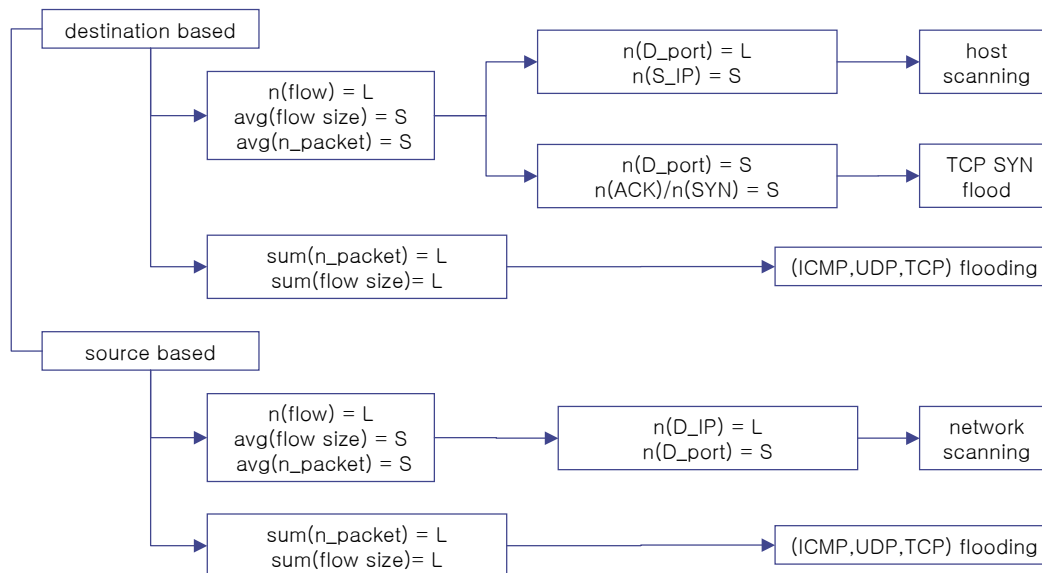 destination based
n(flow) = L
avg(flow size) = S
avg(n_packet) = S
n(D_port) = L
n(S_IP) = S
host
scanning
n(D_port) = S
n(ACK)/n(SYN) = S
TCP SYN
flood
sum(n_packet) = L
sum(flow size)= L
(ICMP,UDP,TCP) flooding
source based
n(flow) = L
avg(flow size) = S
avg(n_packet) = S
n(D_IP) = L
n(D_port) = S
network
scanning
sum(n_packet) = L
sum(flow size)= L
(ICMP,UDP,TCP) flooding